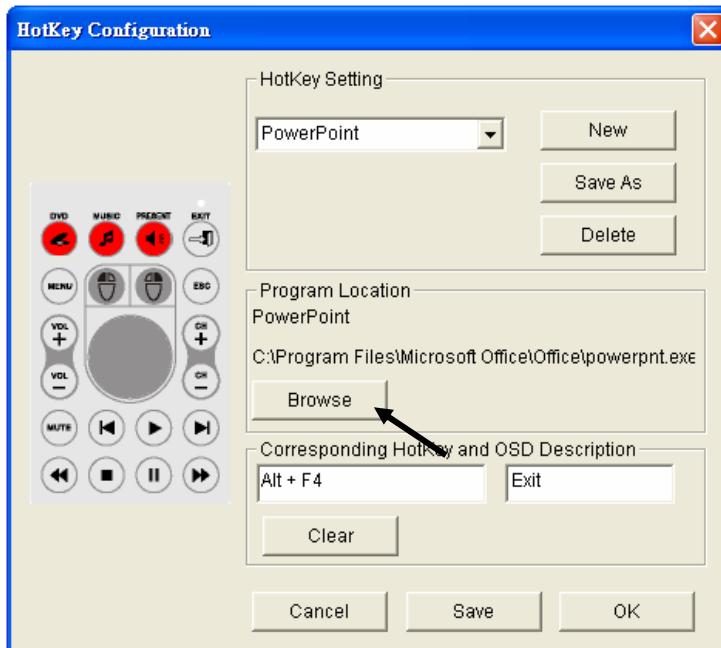 HotKey Configuration
HotKey Setting
PowerPoint
New
Save As
Delete
DVD MUSIC PRESENT EXIT
MENU ESC
VOL + CH +
VOL - CH -
MUTE
Program Location
PowerPoint
C:\Program Files\Microsoft Office\Office\powerpnt.exe
Browse
Corresponding HotKey and OSD Description
Alt + F4 Exit
Clear
Cancel Save OK